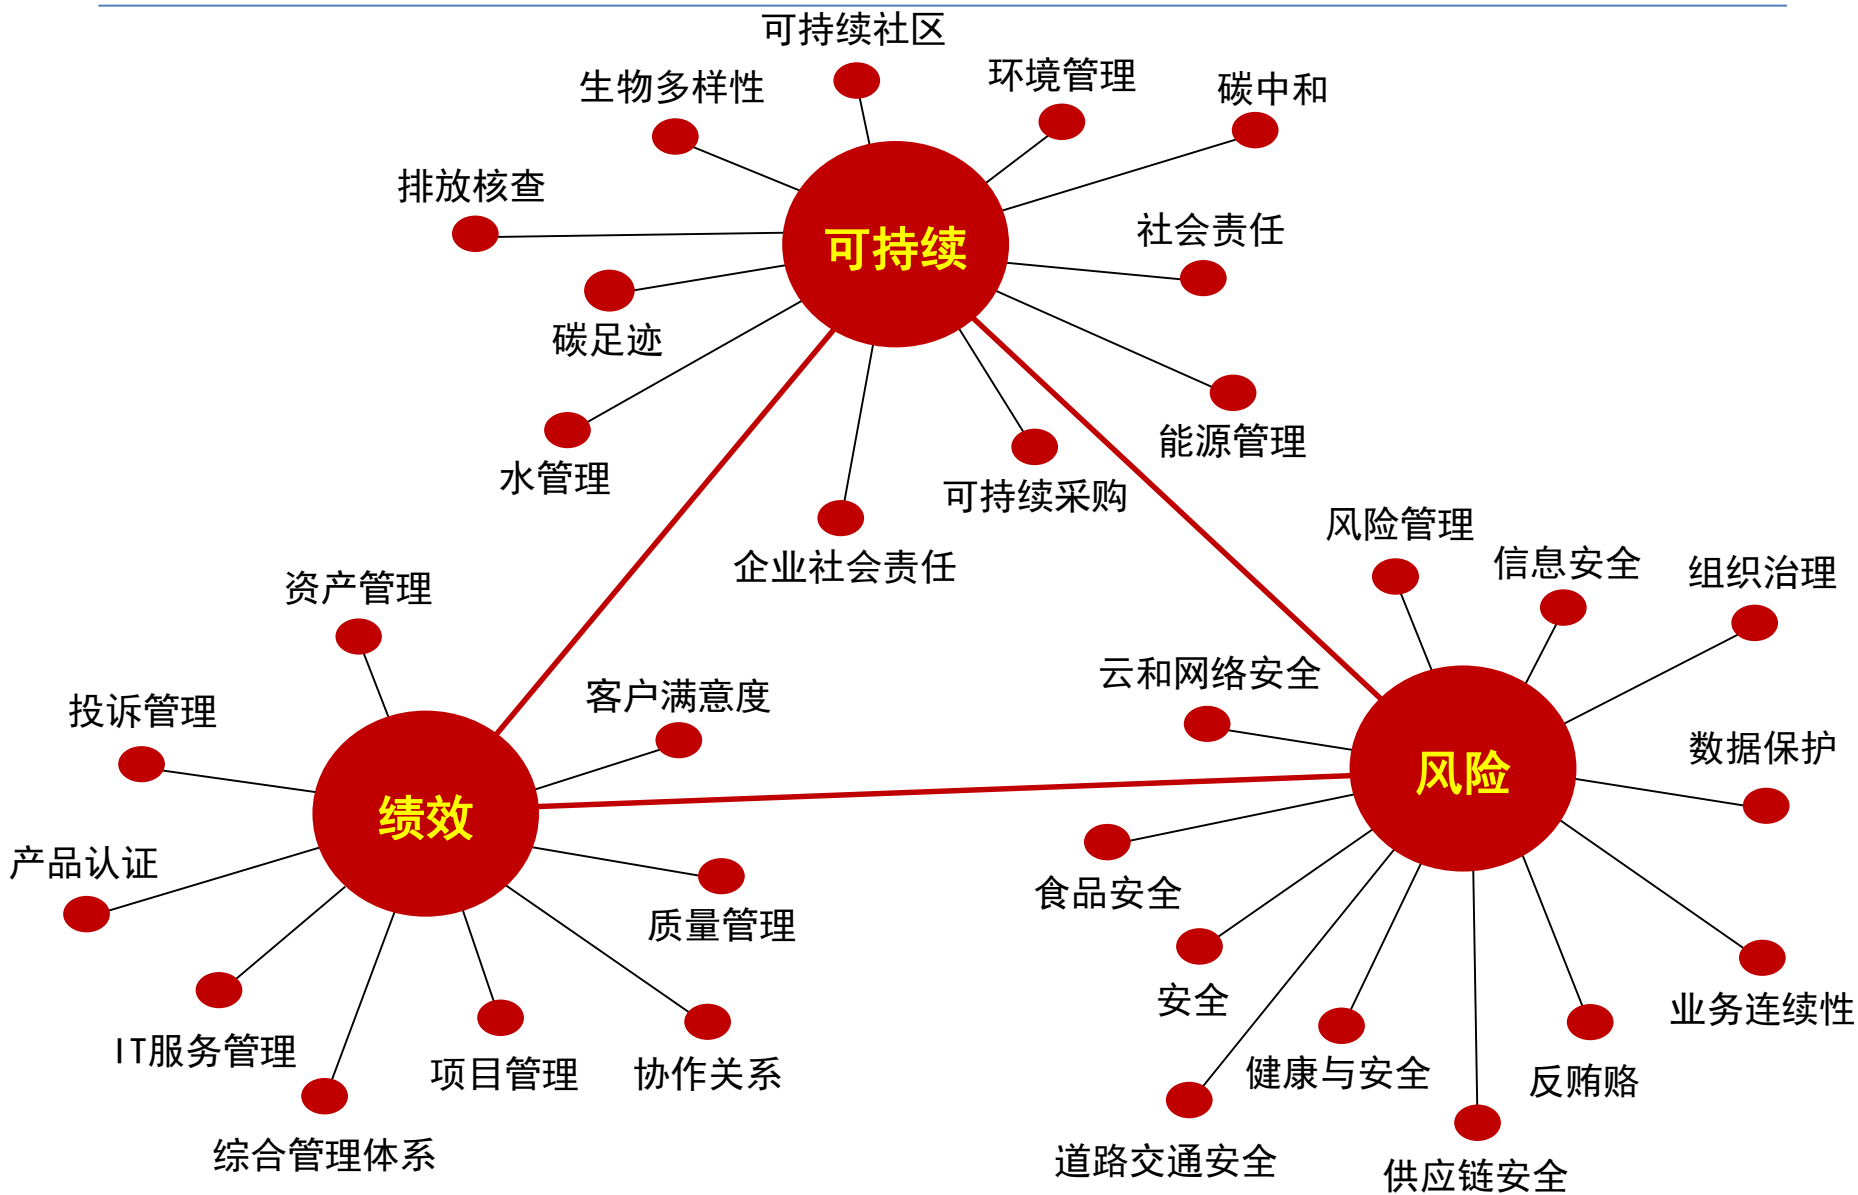 可持续社区
生物多样性
环境管理
碳中和
排放核查
社会责任
可持续
碳足迹
水管理
能源管理
可持续采购
企业社会责任
风险管理
信息安全
组织治理
资产管理
云和网络安全
客户满意度
投诉管理
数据保护
风险
绩效
产品认证
食品安全
质量管理
安全
业务连续性
IT服务管理
项目管理
协作关系
健康与安全
反贿赂
综合管理体系
道路交通安全
供应链安全